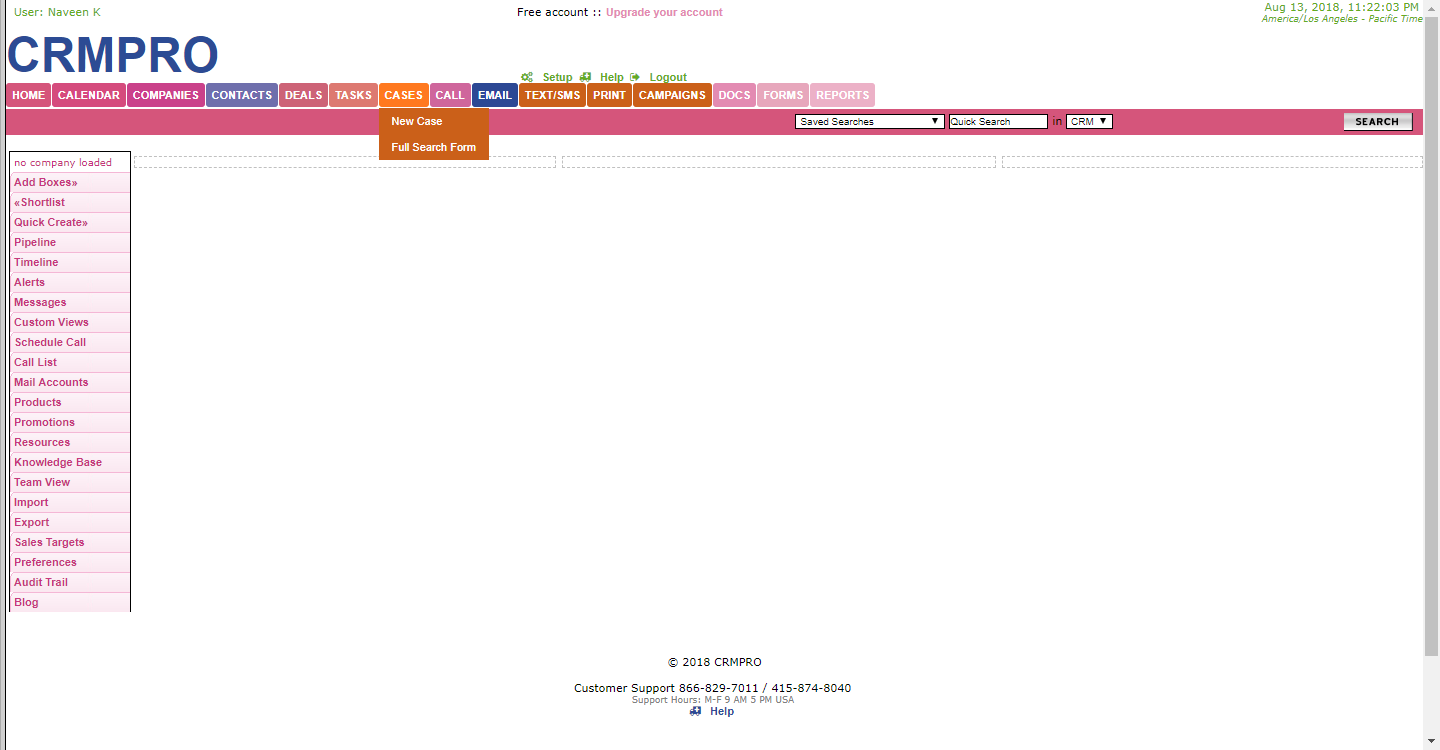 User: Naveen K
Free account :: Upgrade your account
Aug 13, 2018, 11:22:03 PM
America/Los Angeles - Pacific Time
CRMPRO
Setup Help Logout
HOME CALENDAR COMPANIES CONTACTS DEALS TASKS CASES CALL EMAIL TEXT/SMS PRINT CAMPAIGNS DOCS FORMS REPORTS
New Case
Full Search Form
Saved Searches Quick Search in CRM SEARCH
no company loaded
Add Boxes»
«Shortlist
Quick Create»
Pipeline
Timeline
Alerts
Messages
Custom Views
Schedule Call
Call List
Mail Accounts
Products
Promotions
Resources
Knowledge Base
Team View
Import
Export
Sales Targets
Preferences
Audit Trail
Blog
© 2018 CRMPRO
Customer Support 866-829-7011 / 415-874-8040
Support Hours: M-F 9 AM 5 PM USA
Help